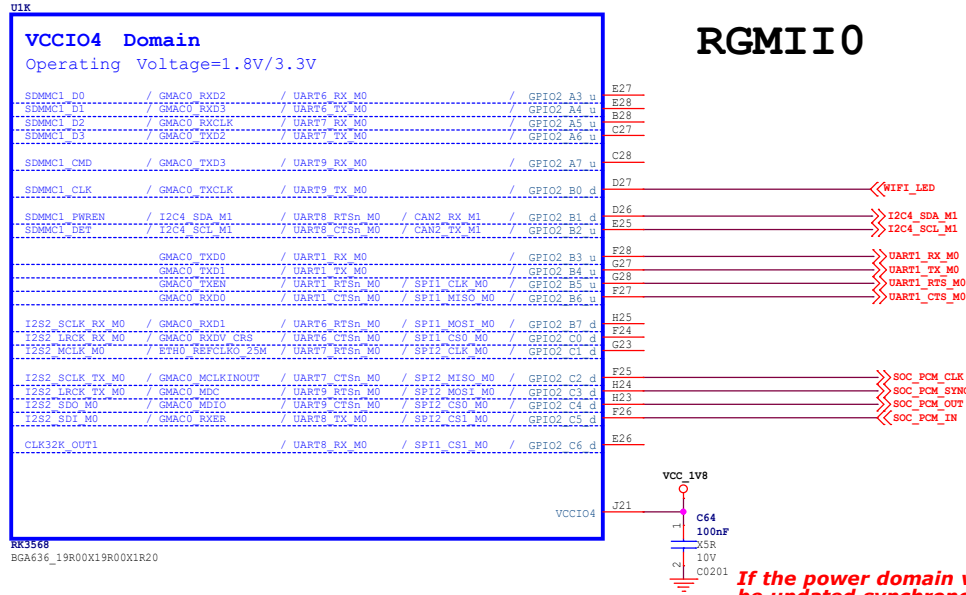 U1K
VCCIO4 Domain
Operating Voltage=1.8V/3.3V
RGMII0
SDMMC1_D0 / GMAC0_RXD2 / UART6_RX_M0 / GPIO2_A3_u E27
SDMMC1_D1 / GMAC0_RXD3 / UART6_TX_M0 / GPIO2_A4_u E28
SDMMC1_D2 / GMAC0_RXCLK / UART7_RX_M0 / GPIO2_A5_u B28
SDMMC1_D3 / GMAC0_TXD2 / UART7_TX_M0 / GPIO2_A6_u C27
SDMMC1_CMD / GMAC0_TXD3 / UART9_RX_M0 / GPIO2_A7_u C28
SDMMC1_CLK / GMAC0_TXCLK / UART9_TX_M0 / GPIO2_B0_d D27 WIFI_LED
SDMMC1_PWREN / I2C4_SDA_M1 / UART8_RTSn_M0 / CAN2_RX_M1 / GPIO2_B1_d D26 I2C4_SDA_M1
SDMMC1_DET / I2C4_SCL_M1 / UART8_CTSn_M0 / CAN2_TX_M1 / GPIO2_B2_u E25 I2C4_SCL_M1
GMAC0_TXD0 / UART1_RX_M0 / GPIO2_B3_u F28 UART1_RX_M0
GMAC0_TXD1 / UART1_TX_M0 / GPIO2_B4_u G27 UART1_TX_M0
GMAC0_TXEN / UART1_RTSn_M0 / SPI1_CLK_M0 / GPIO2_B5_u G28 UART1_RTS_M0
GMAC0_RXD0 / UART1_CTSn_M0 / SPI1_MISO_M0 / GPIO2_B6_u F27 UART1_CTS_M0
I2S2_SCLK_RX_M0 / GMAC0_RXD1 / UART6_RTSn_M0 / SPI1_MOSI_M0 / GPIO2_B7_d H25
I2S2_LRCK_RX_M0 / GMAC0_RXDV_CRS / UART6_CTSn_M0 / SPI1_CS0_M0 / GPIO2_C0_d F24
I2S2_MCLK_M0 / ETH0_REFCLKO_25M / UART7_RTSn_M0 / SPI2_CLK_M0 / GPIO2_C1_d G23
I2S2_SCLK_TX_M0 / GMAC0_MCLKINOUT / UART7_CTSn_M0 / SPI2_MISO_M0 / GPIO2_C2_d F25 SOC_PCM_CLK
I2S2_LRCK_TX_M0 / GMAC0_MDC / UART9_RTSn_M0 / SPI2_MOSI_M0 / GPIO2_C3_d H24 SOC_PCM_SYNC
I2S2_SDO_M0 / GMAC0_MDIO / UART9_CTSn_M0 / SPI2_CS0_M0 / GPIO2_C4_d H23 SOC_PCM_OUT
I2S2_SDI_M0 / GMAC0_RXER / UART8_TX_M0 / SPI2_CS1_M0 / GPIO2_C5_d F26 SOC_PCM_IN
CLK32K_OUT1 / UART8_RX_M0 / SPI1_CS1_M0 / GPIO2_C6_d E26
VCC_1V8
VCCIO4 J21
1 C64
100nF
X5R
10V
2 C0201
RK3568
BGA636_19R00X19R00X1R20
If the power domain